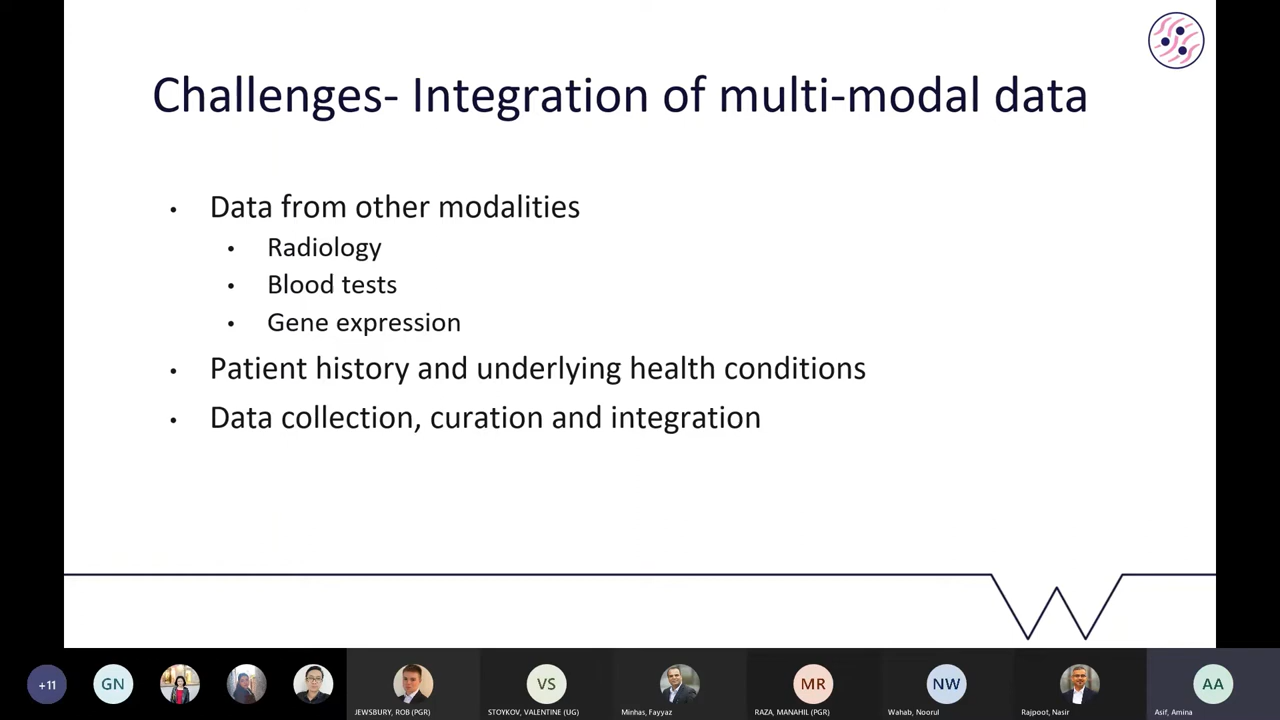 Challenges- Integration of multi-modal data
• Data from other modalities
• Radiology
• Blood tests
• Gene expression
• Patient history and underlying health conditions
• Data collection, curation and integration
+11
GN
VS
MR
NW
AA
JEWSBURY, ROB (PGR)
STOYKOV, VALENTINE (UG)
Minhas, Fayyaz
RAZA, MANAHIL (PGR)
Wahab, Noorul
Rajpoot, Nasir
Asif, Amina